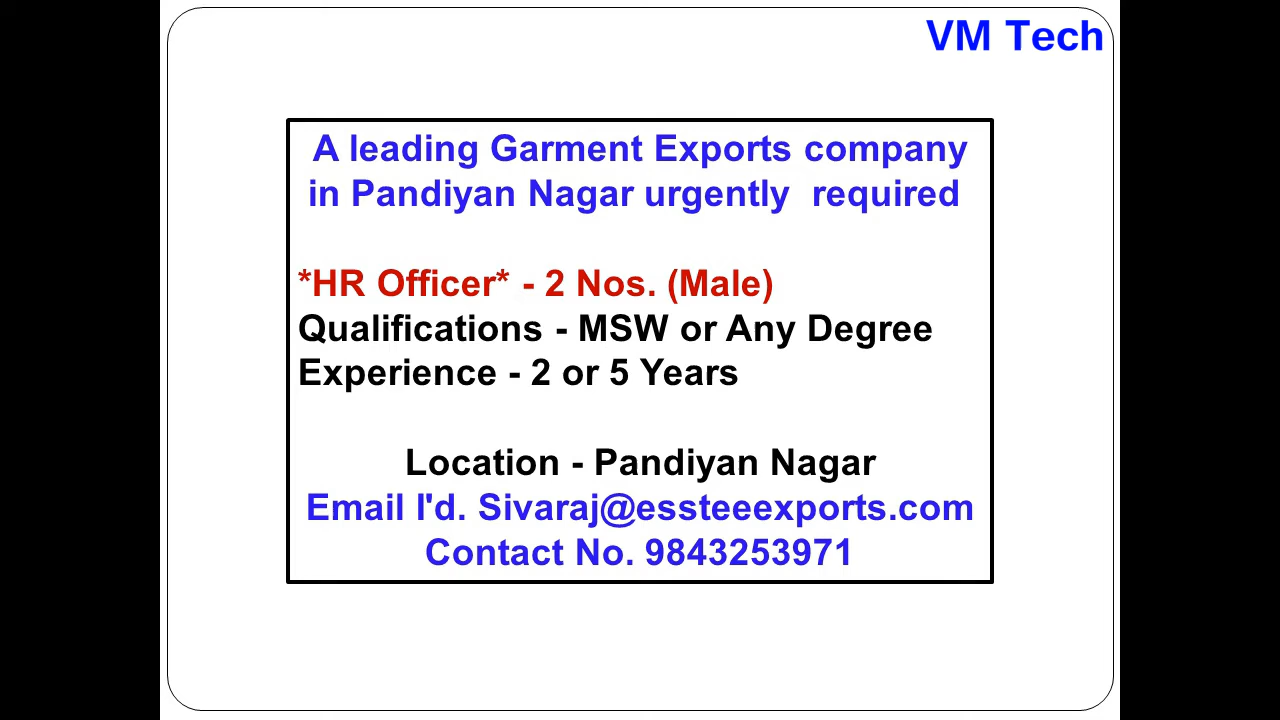 VM Tech
A leading Garment Exports company
in Pandiyan Nagar urgently  required
*HR Officer* - 2 Nos. (Male)
Qualifications - MSW or Any Degree
Experience - 2 or 5 Years
Location - Pandiyan Nagar
Email I'd. Sivaraj@essteeexports.com
Contact No. 9843253971